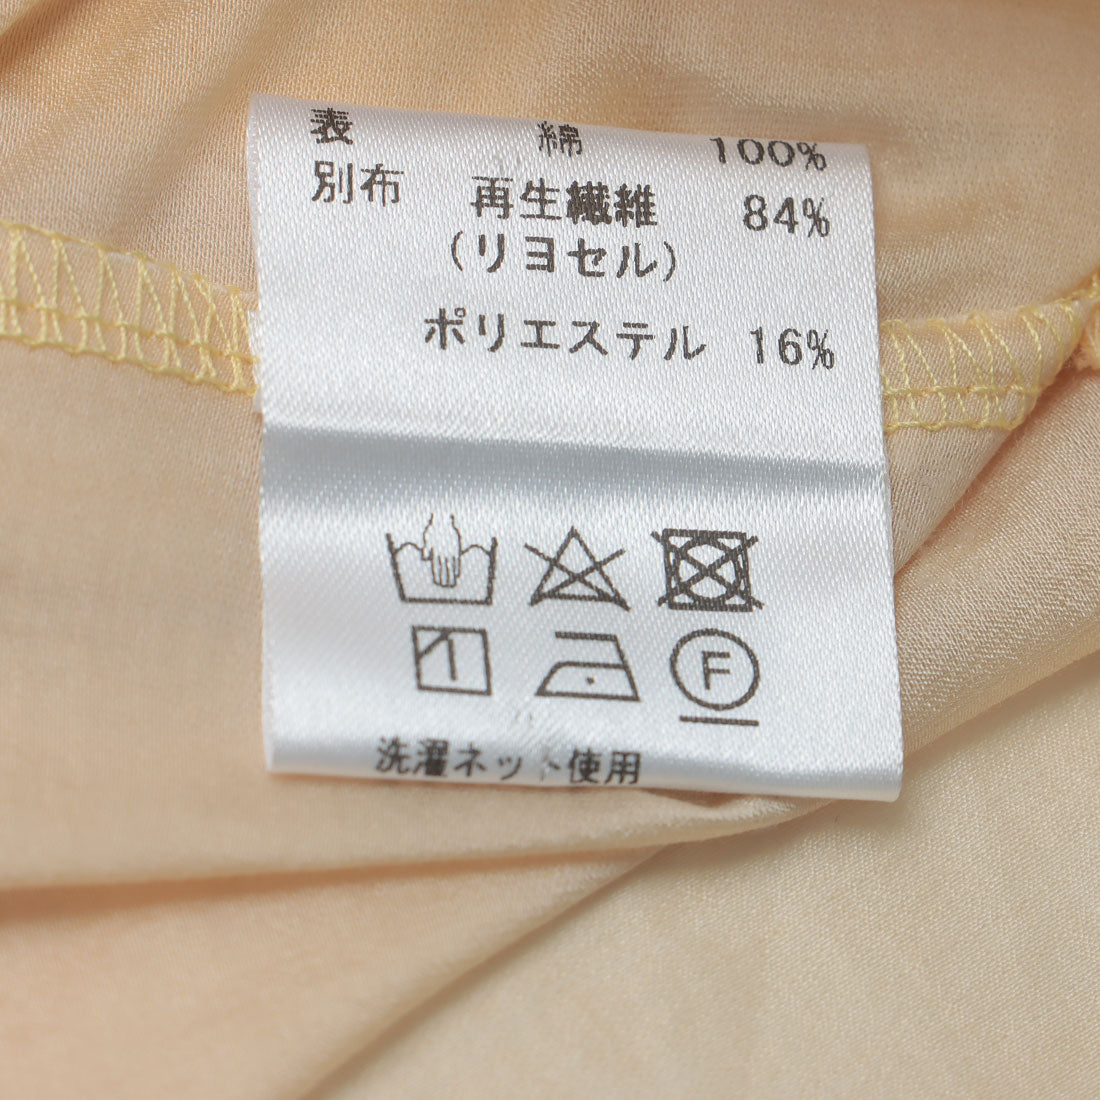 表 綿 100%
別布 再生繊維 84%
(リヨセル)
ポリエステル 16%
F
洗濯ネット使用